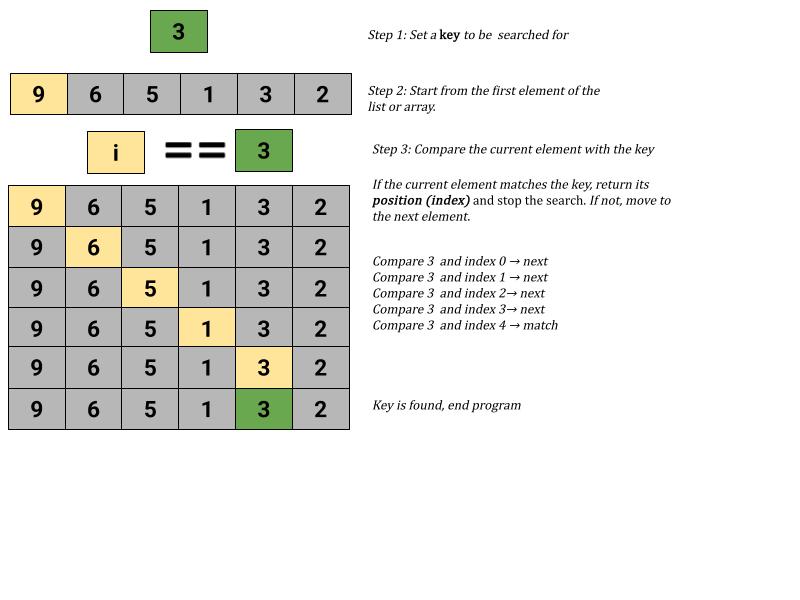 3
Step 1: Set a key to be searched for
9 6 5 1 3 2
Step 2: Start from the first element of the
list or array.
i == 3
Step 3: Compare the current element with the key
If the current element matches the key, return its
position (index) and stop the search. If not, move to
the next element.
9 6 5 1 3 2
9 6 5 1 3 2
9 6 5 1 3 2
9 6 5 1 3 2
9 6 5 1 3 2
9 6 5 1 3 2
Compare 3 and index 0 → next
Compare 3 and index 1 → next
Compare 3 and index 2→ next
Compare 3 and index 3→ next
Compare 3 and index 4 → match
Key is found, end program